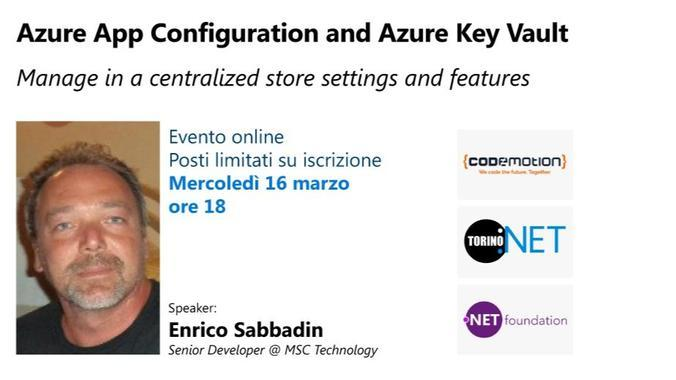 Azure App Configuration and Azure Key Vault
Manage in a centralized store settings and features
Evento online
Posti limitati su iscrizione
Mercoledì 16 marzo
ore 18
Speaker:
Enrico Sabbadin
Senior Developer @ MSC Technology
{CODEMOTION}
We code the future. Together
TORINO .NET
.NET foundation